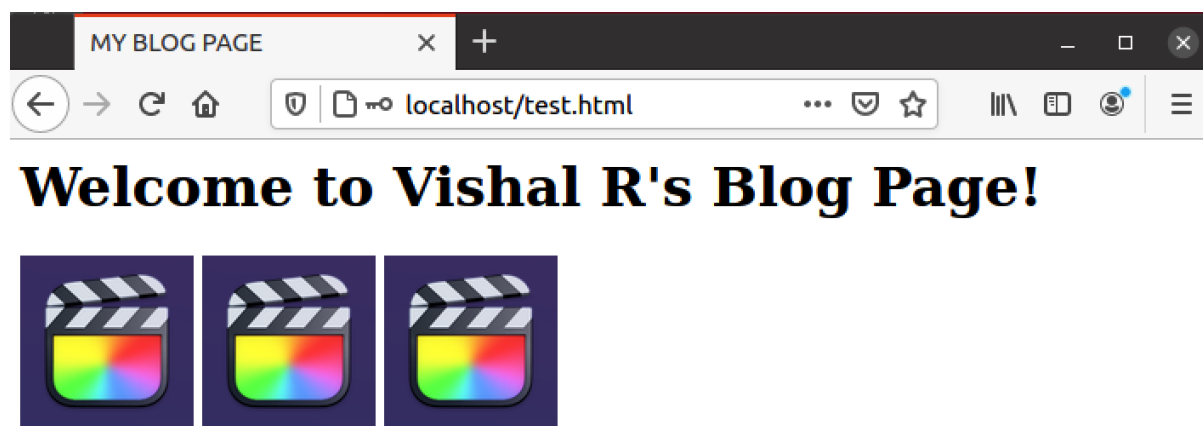 MY BLOG PAGE
localhost/test.html
Welcome to Vishal R's Blog Page!